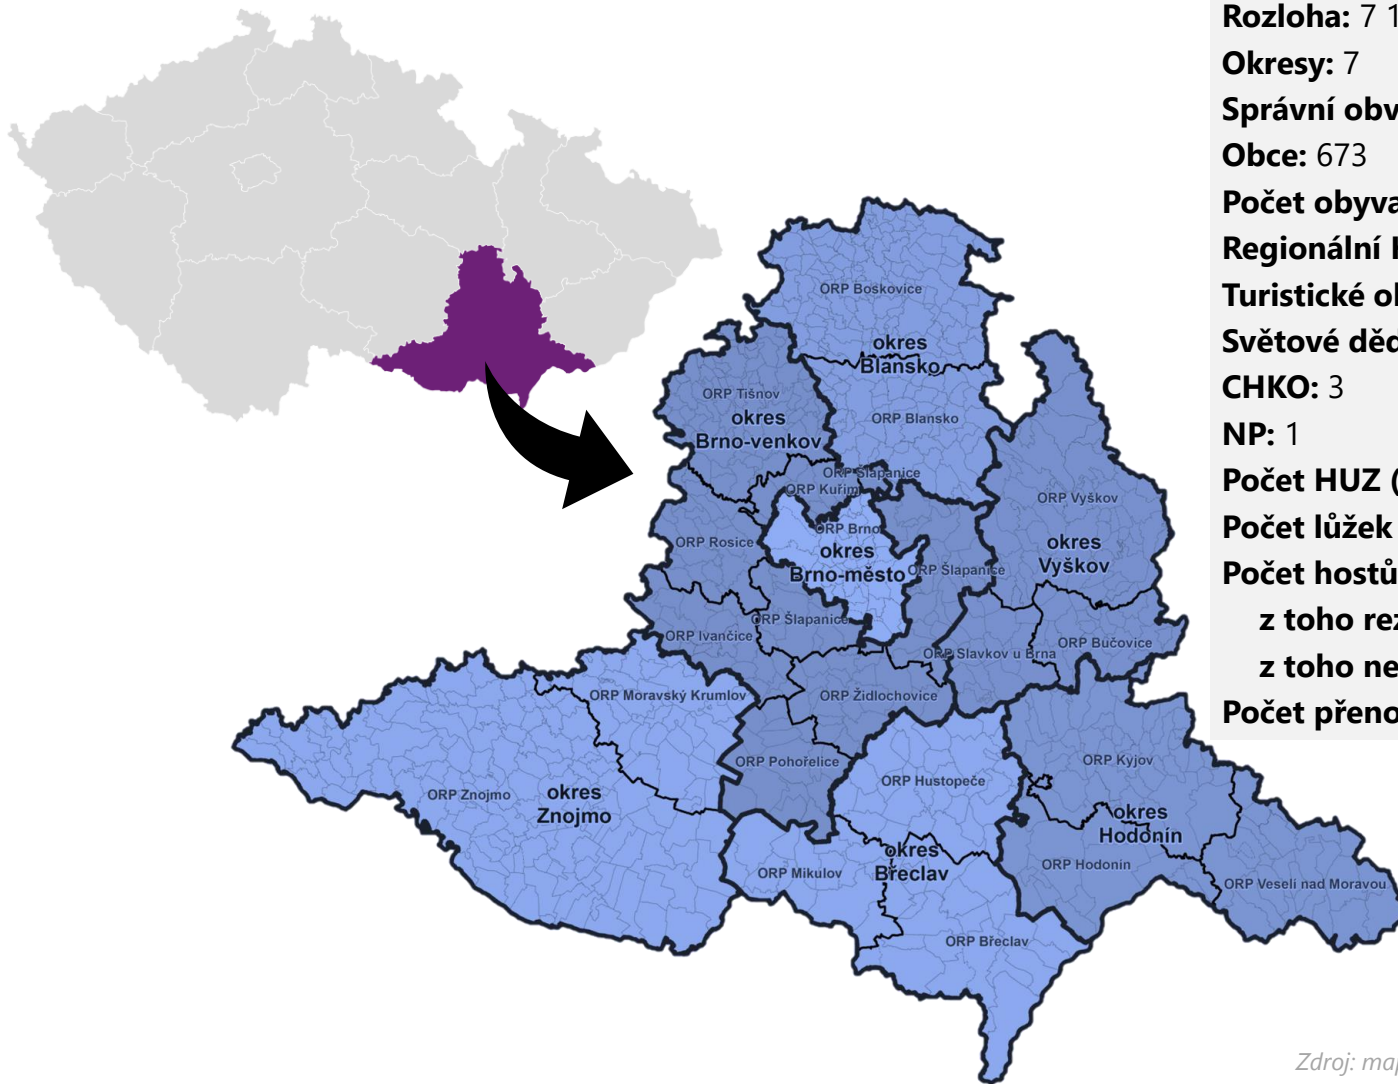 Rozloha: 7 1
Okresy: 7
Správní obv
Obce: 673
Počet obyva
Regionální
Turistické ol
Světové děd
CHKO: 3
NP: 1
Počet HUZ (
Počet lůžek
Počet hostů
z toho rez
z toho ne
Počet přeno
ORP Boskovice
okres
Blansko
ORP Tišnov
okres
Brno-venkov
ORP Blansko
ORP Šlapanice
ORP Kuřim
ORP Vyškov
ORP Brno
ORP Rosice
okres
Brno-město
ORP Šlapanice
okres
Vyškov
ORP Šlapanice
ORP Ivančice
ORP Slavkov u Brna
ORP Bučovice
ORP Moravský Krumlov
ORP Židlochovice
ORP Pohořelice
ORP Kyjov
ORP Hustopeče
ORP Znojmo
okres
Znojmo
okres
Hodonín
okres
Břeclav
ORP Mikulov
ORP Hodonín
ORP Veselí nad Moravou
ORP Břeclav
Zdroj: map